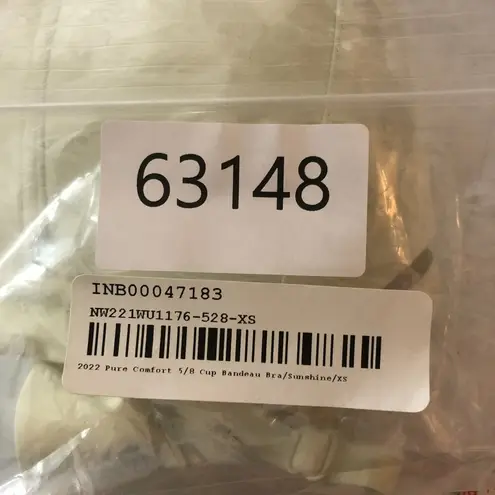 63148
INB00047183
NW221WU1176-528-XS
2022 Pure Comfort 5/8 Cup Bandeau Bra/Sunshine/XS